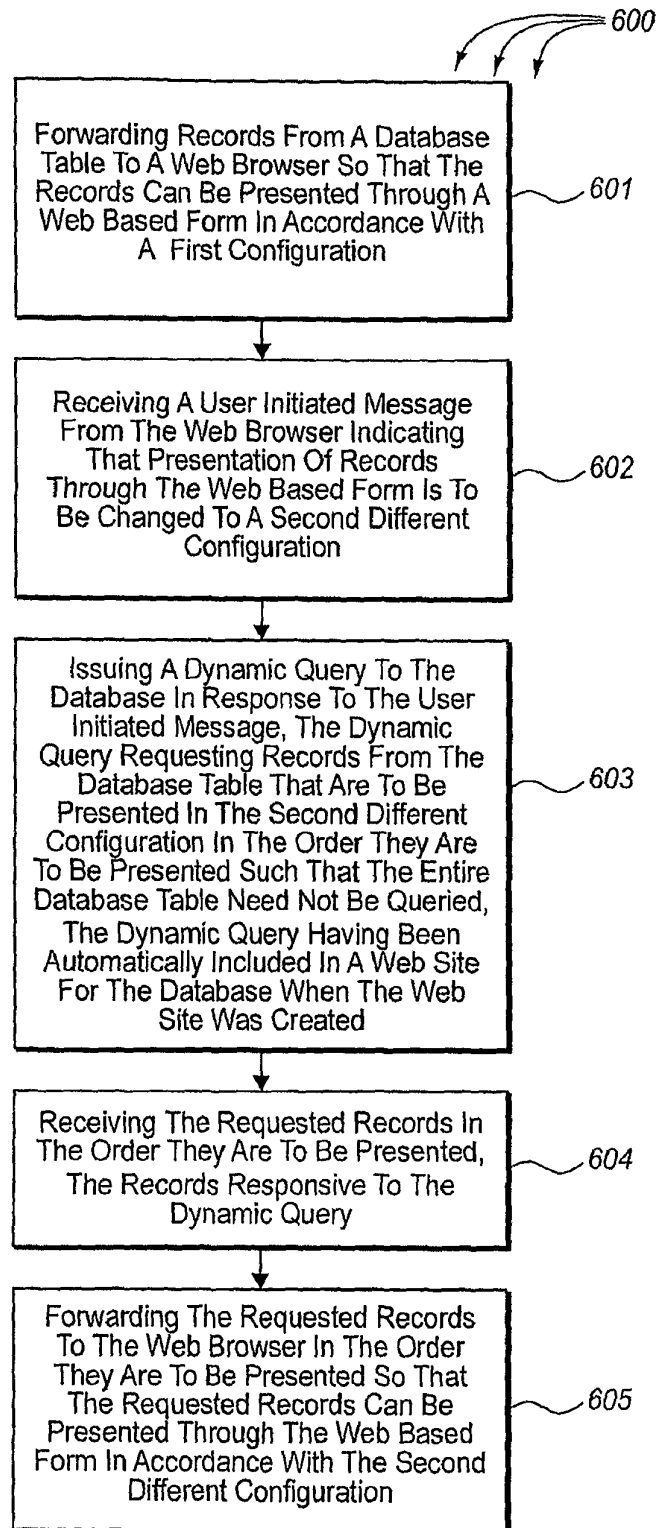 600
Forwarding Records From A Database
Table To A Web Browser So That The
Records Can Be Presented Through A
Web Based Form In Accordance With
A First Configuration
601
Receiving A User Initiated Message
From The Web Browser Indicating
That Presentation Of Records
Through The Web Based Form Is To
Be Changed To A Second Different
Configuration
602
Issuing A Dynamic Query To The
Database In Response To The User
Initiated Message, The Dynamic
Query Requesting Records From The
Database Table That Are To Be
Presented In The Second Different
Configuration In The Order They Are
To Be Presented Such That The Entire
Database Table Need Not Be Queried,
The Dynamic Query Having Been
Automatically Included In A Web Site
For The Database When The Web
Site Was Created
603
Receiving The Requested Records In
The Order They Are To Be Presented,
The Records Responsive To The
Dynamic Query
604
Forwarding The Requested Records
To The Web Browser In The Order
They Are To Be Presented So That
The Requested Records Can Be
Presented Through The Web Based
Form In Accordance With The Second
Different Configuration
605